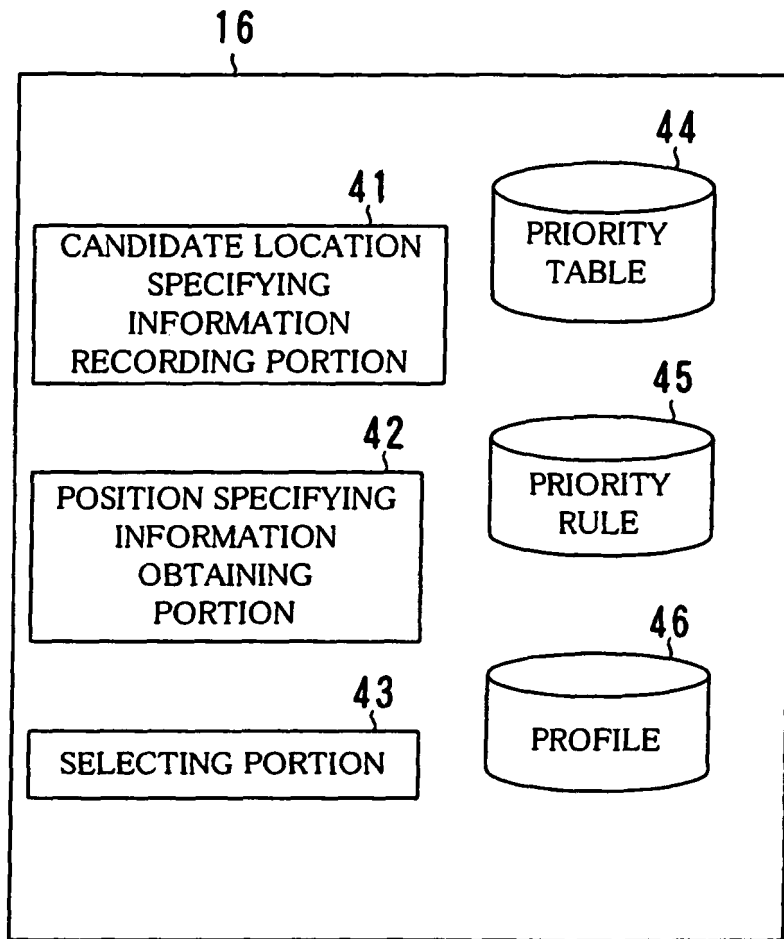 16
41
CANDIDATE LOCATION
SPECIFYING
INFORMATION
RECORDING PORTION
42
POSITION SPECIFYING
INFORMATION
OBTAINING
PORTION
43
SELECTING PORTION
44
PRIORITY
TABLE
45
PRIORITY
RULE
46
PROFILE